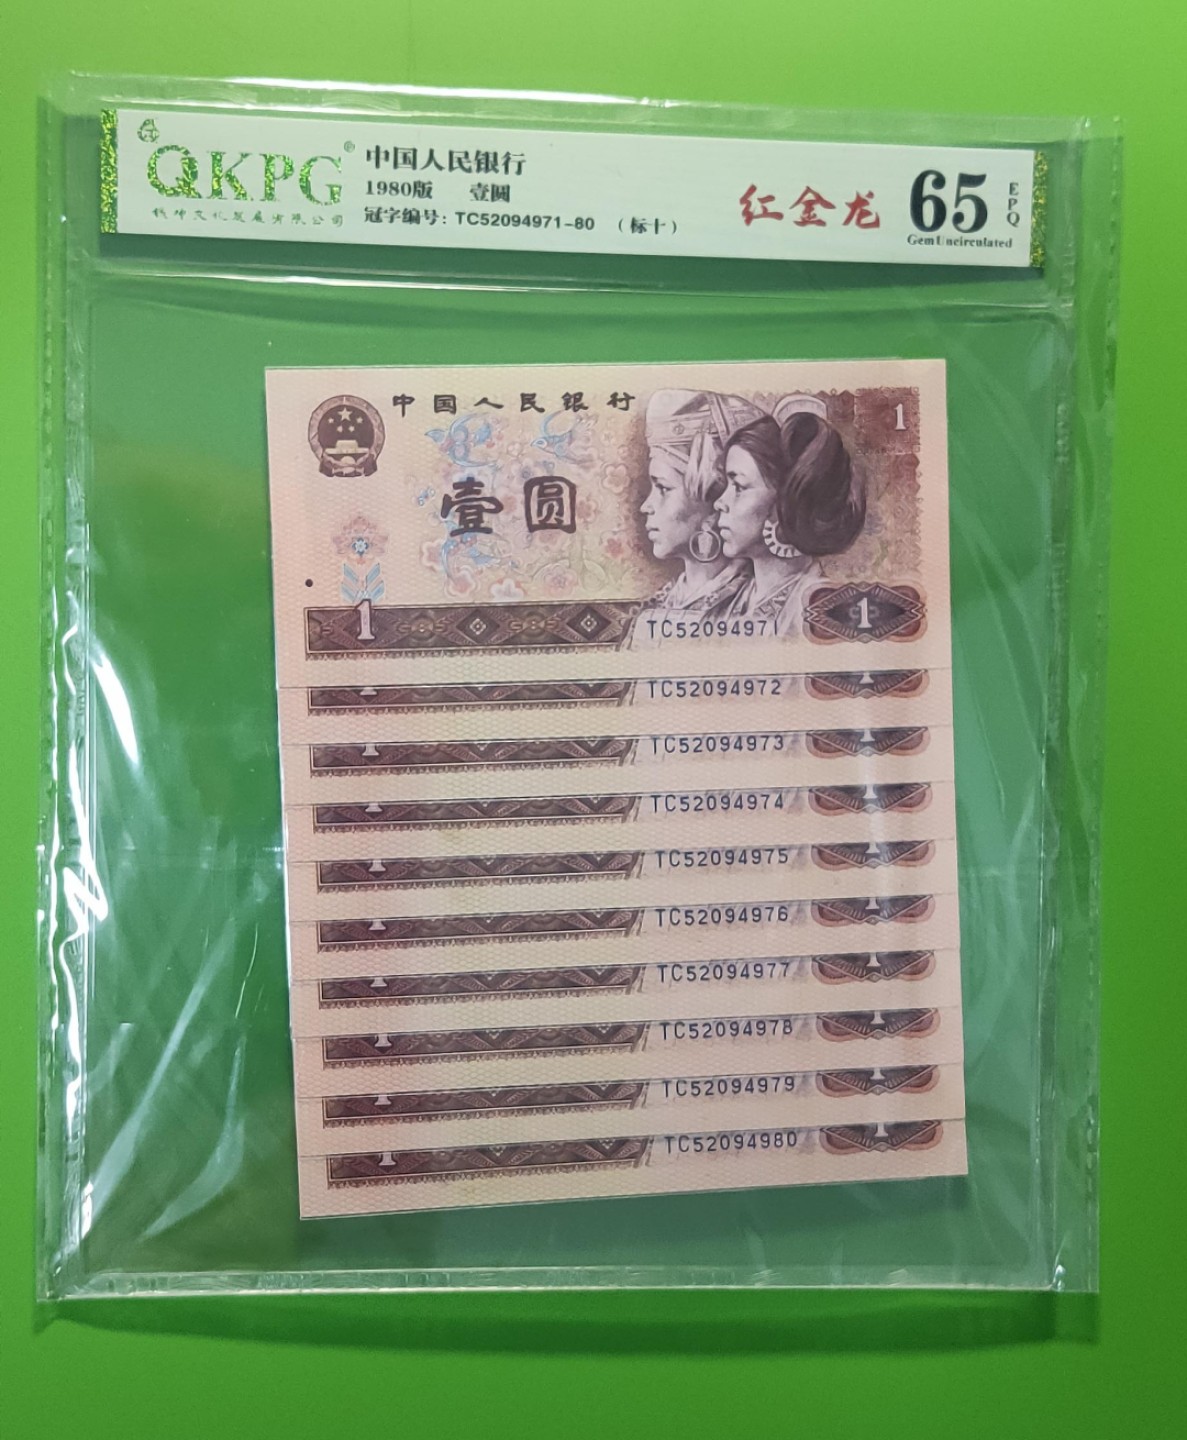 QKPG®
钱坤文化发展有限公司
中国人民银行
1980版 壹圆
冠字编号: TC52094971-80 (标十)
红金龙
65
EPQ
Gem Uncirculated
中国人民银行
1
壹圆
1
TC52094971
1
TC52094972
TC52094973
TC52094974
TC52094975
TC52094976
TC52094977
TC52094978
TC52094979
TC52094980